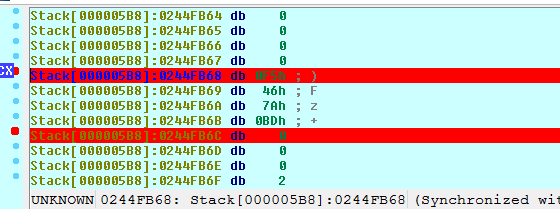 Stack[000005B8]:0244FB64 db 0
Stack[000005B8]:0244FB65 db 0
Stack[000005B8]:0244FB66 db 0
Stack[000005B8]:0244FB67 db 0
CX
Stack[000005B8]:0244FB68 db ; )
Stack[000005B8]:0244FB69 db 46h ; F
Stack[000005B8]:0244FB6A db 7Ah ; z
Stack[000005B8]:0244FB6B db 0BDh ; +
Stack[000005B8]:0244FB6C db
Stack[000005B8]:0244FB6D db 0
Stack[000005B8]:0244FB6E db 0
Stack[000005B8]:0244FB6F db 2
UNKNOWN 0244FB68: Stack[000005B8]:0244FB68 (Synchronized wit